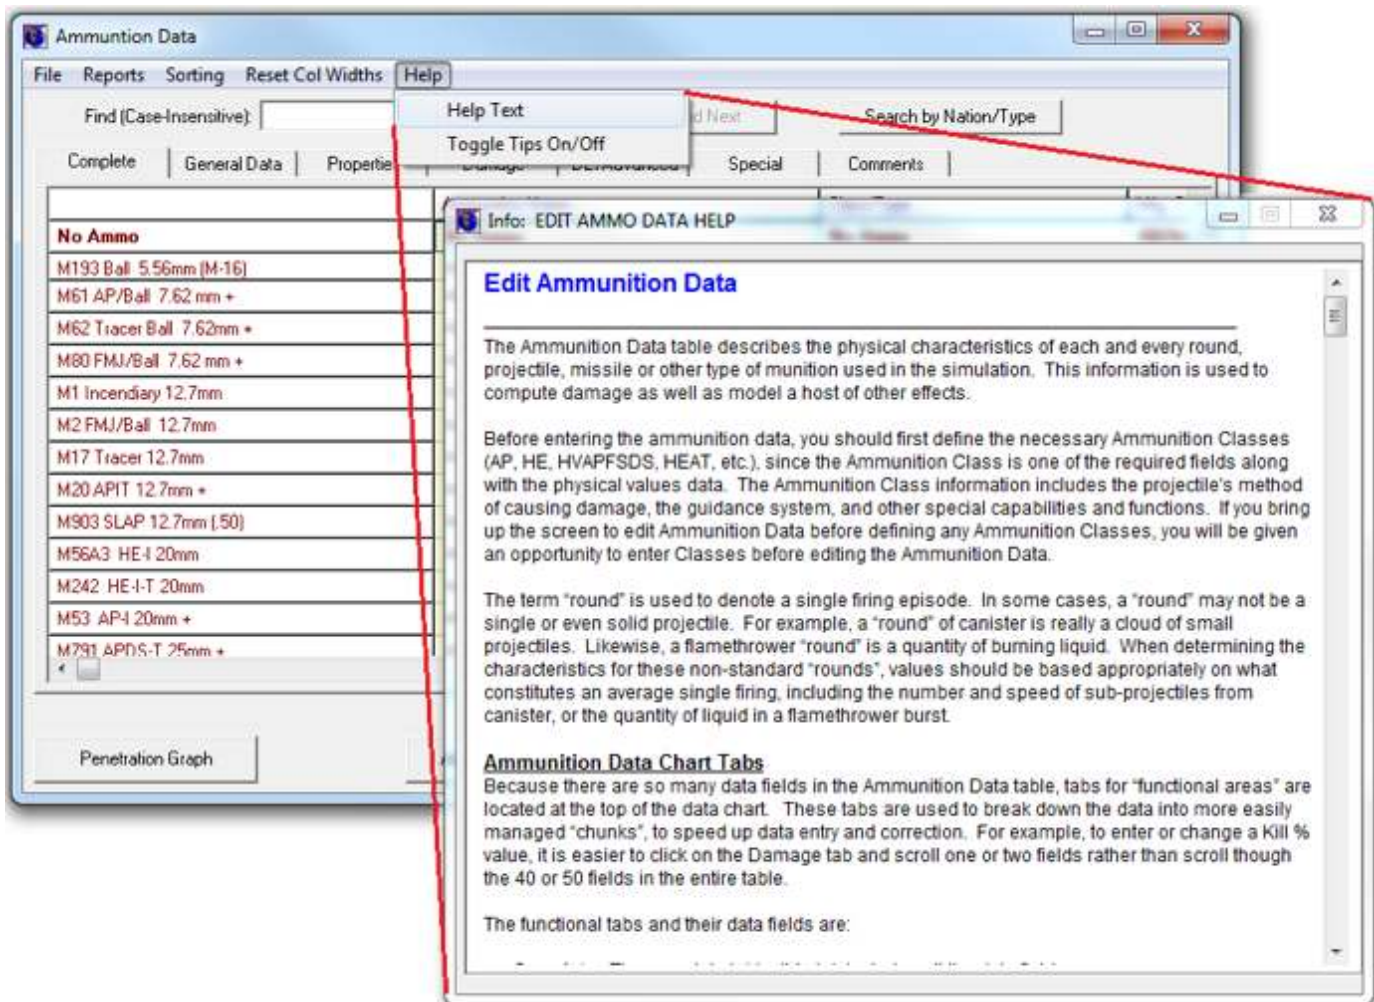 Ammuntion Data
File Reports Sorting Reset Col Widths Help
Find (Case-Insensitive):
Help Text
Toggle Tips On/Off
Next
Search by Nation/Type
Complete General Data Special Comments
No Ammo
M193 Ball 5.56mm (M-16)
M61 AP/Ball 7.62 mm +
M62 Tracer Ball 7.62mm +
M80 FMJ/Ball 7.62 mm +
M1 Incendiary 12.7mm
M2 FMJ/Ball 12.7mm
M17 Tracer 12.7mm
M20 APIT 12.7mm +
M903 SLAP 12.7mm (.50)
M56A3 HE-I 20mm
M242 HE-I-T 20mm
M53 AP-I 20mm +
M791 APDS-T 25mm +
Penetration Graph
Info: EDIT AMMO DATA HELP
Edit Ammunition Data
The Ammunition Data table describes the physical characteristics of each and every round,
projectile, missile or other type of munition used in the simulation. This information is used to
compute damage as well as model a host of other effects.
Before entering the ammunition data, you should first define the necessary Ammunition Classes
(AP, HE, HVAPFSDS, HEAT, etc.), since the Ammunition Class is one of the required fields along
with the physical values data. The Ammunition Class information includes the projectile's method
of causing damage, the guidance system, and other special capabilities and functions. If you bring
up the screen to edit Ammunition Data before defining any Ammunition Classes, you will be given
an opportunity to enter Classes before editing the Ammunition Data.
The term “round” is used to denote a single firing episode. In some cases, a “round” may not be a
single or even solid projectile. For example, a “round” of canister is really a cloud of small
projectiles. Likewise, a flamethrower “round” is a quantity of burning liquid. When determining the
characteristics for these non-standard “rounds”, values should be based appropriately on what
constitutes an average single firing, including the number and speed of sub-projectiles from
canister, or the quantity of liquid in a flamethrower burst.
Ammunition Data Chart Tabs
Because there are so many data fields in the Ammunition Data table, tabs for “functional areas” are
located at the top of the data chart. These tabs are used to break down the data into more easily
managed “chunks”, to speed up data entry and correction. For example, to enter or change a Kill %
value, it is easier to click on the Damage tab and scroll one or two fields rather than scroll though
the 40 or 50 fields in the entire table.
The functional tabs and their data fields are: